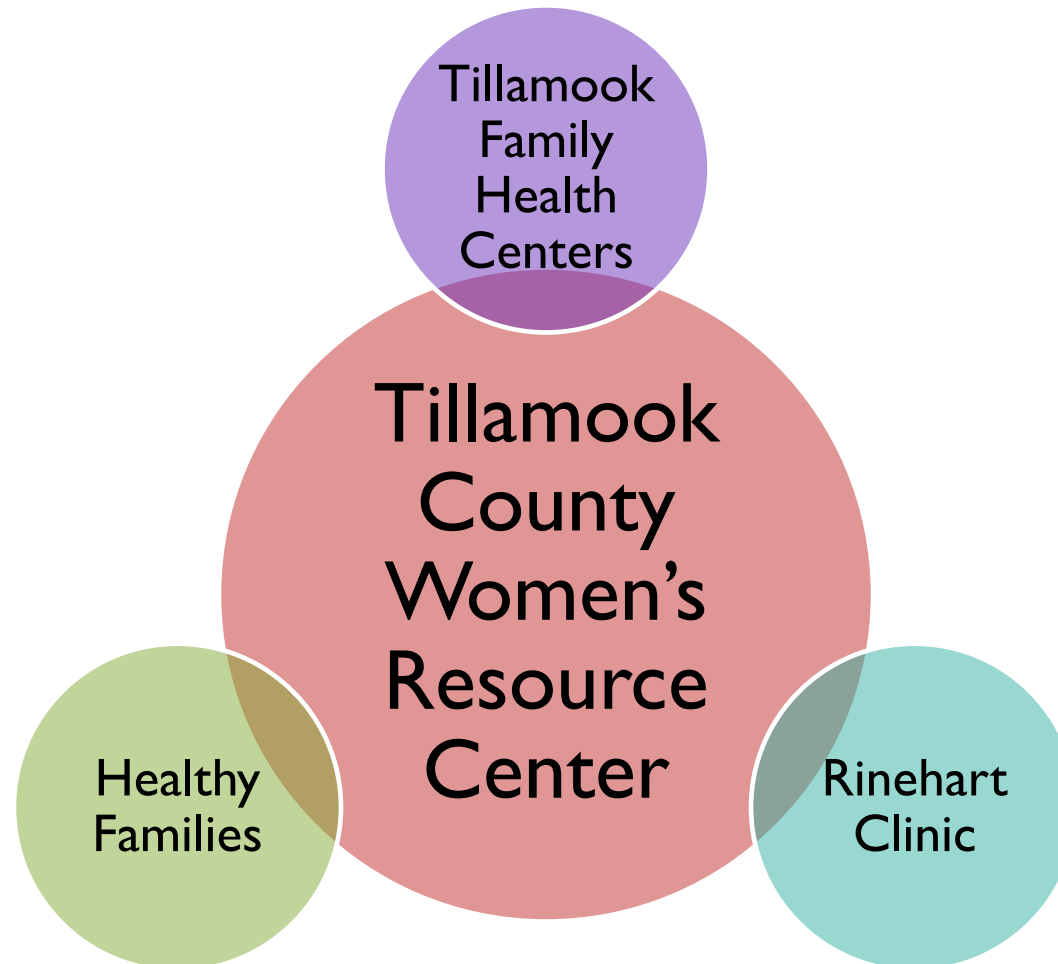 Tillamook
Family
Health
Centers
Tillamook
County
Women’s
Resource
Center
Healthy
Families
Rinehart
Clinic